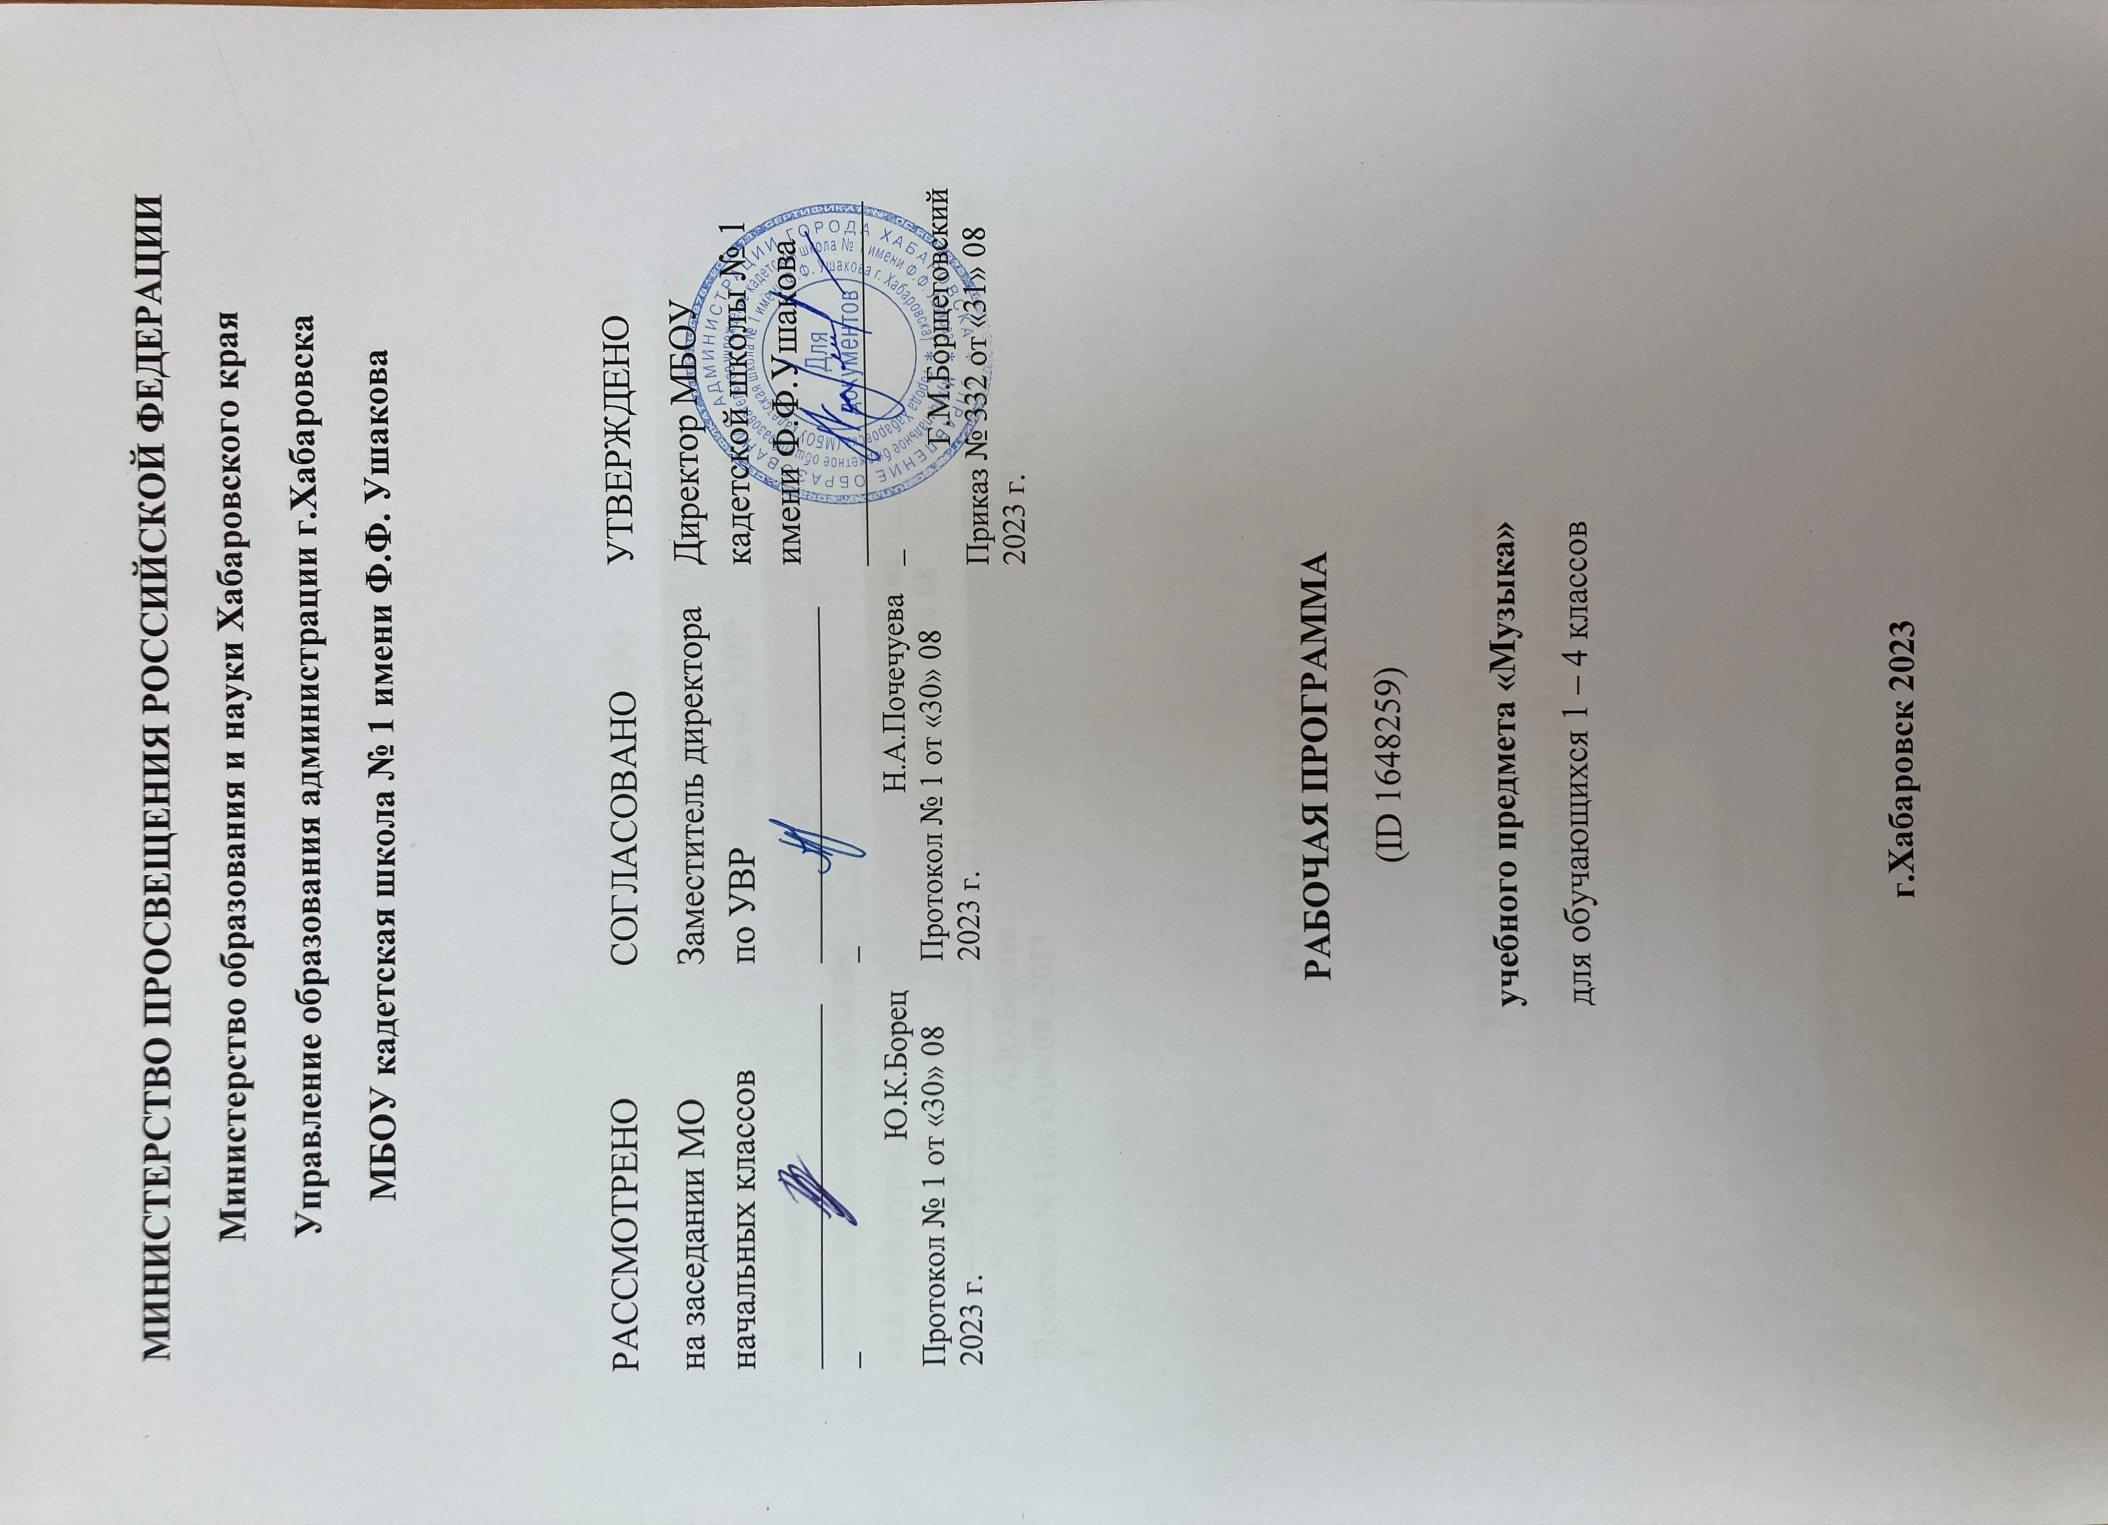 МИНИСТЕРСТВО ПРОСВЕЩЕНИЯ РОССИЙСКОЙ ФЕДЕРАЦИИ
Министерство образования и науки Хабаровского края
Управление образования администрации г.Хабаровска
МБОУ кадетская школа № 1 имени Ф.Ф. Ушакова
РАССМОТРЕНО
на заседании МО
начальных классов
Ю.К.Борец
Протокол № 1 от «30» 08
2023 г.
СОГЛАСОВАНО
Заместитель директора
по УВР
Н.А.Почечуева
Протокол № 1 от «30» 08
2023 г.
УТВЕРЖДЕНО
Директор МБОУ
кадетской школы № 1
имени Ф.Ф.Ушакова
Г.М.Борщеговский
Приказ № 332 от «31» 08
2023 г.
Для
документов
РАБОЧАЯ ПРОГРАММА
(ID 1648259)
учебного предмета «Музыка»
для обучающихся 1 – 4 классов
г.Хабаровск 2023